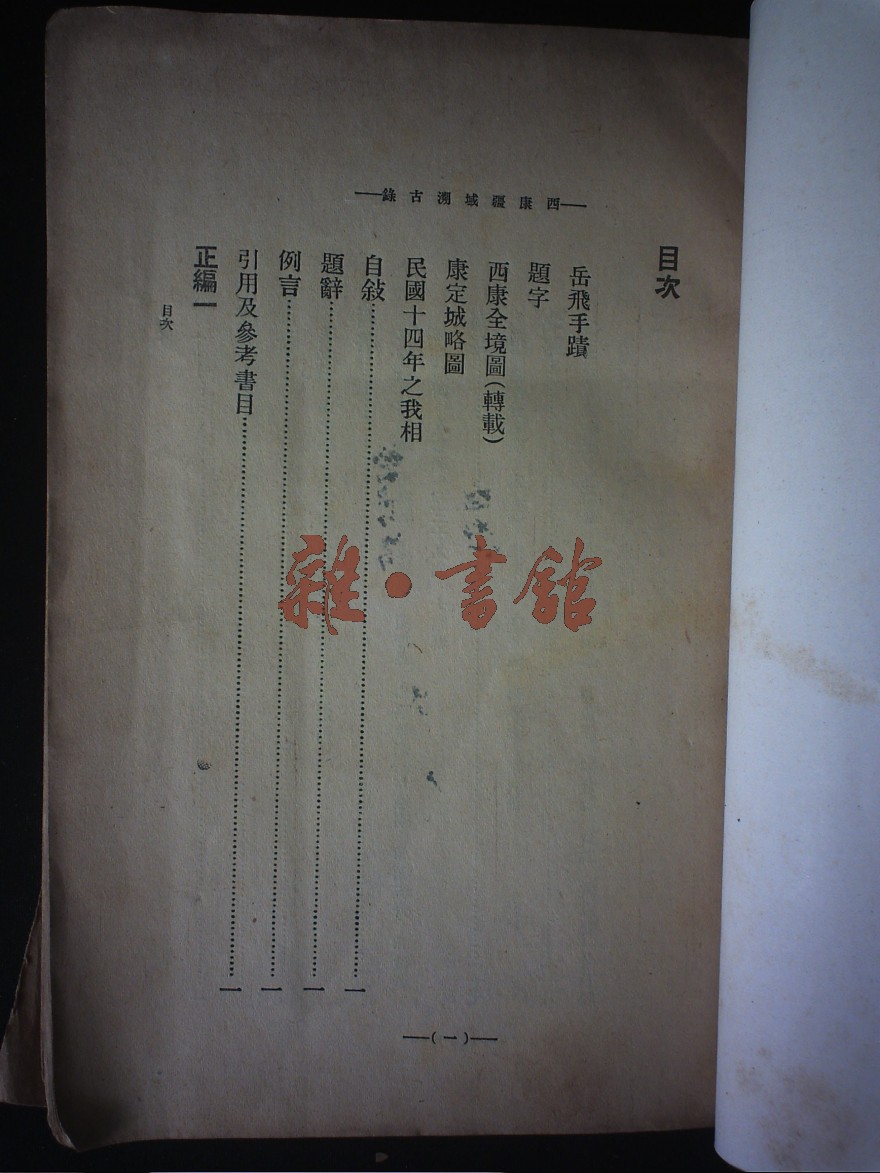 ——西康疆域溯古錄——
目次
岳飛手蹟
題字
西康全境圖(轉載)
康定城略圖
民國十四年之我相
自敍……一
題辭……一
例言……一
引用及參考書目……一
正編一
目次
——(一)——
雜·書館